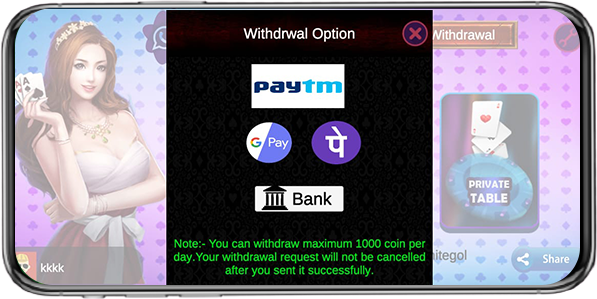 Withdrwal Option
Withdrawal
paytm
G Pay
पे
Bank
PRIVATE
TABLE
Note:- You can withdraw maximum 1000 coin per
day.Your withdrawal request will not be cancelled
after you sent it successfully.
kkkk
nitegol
Share